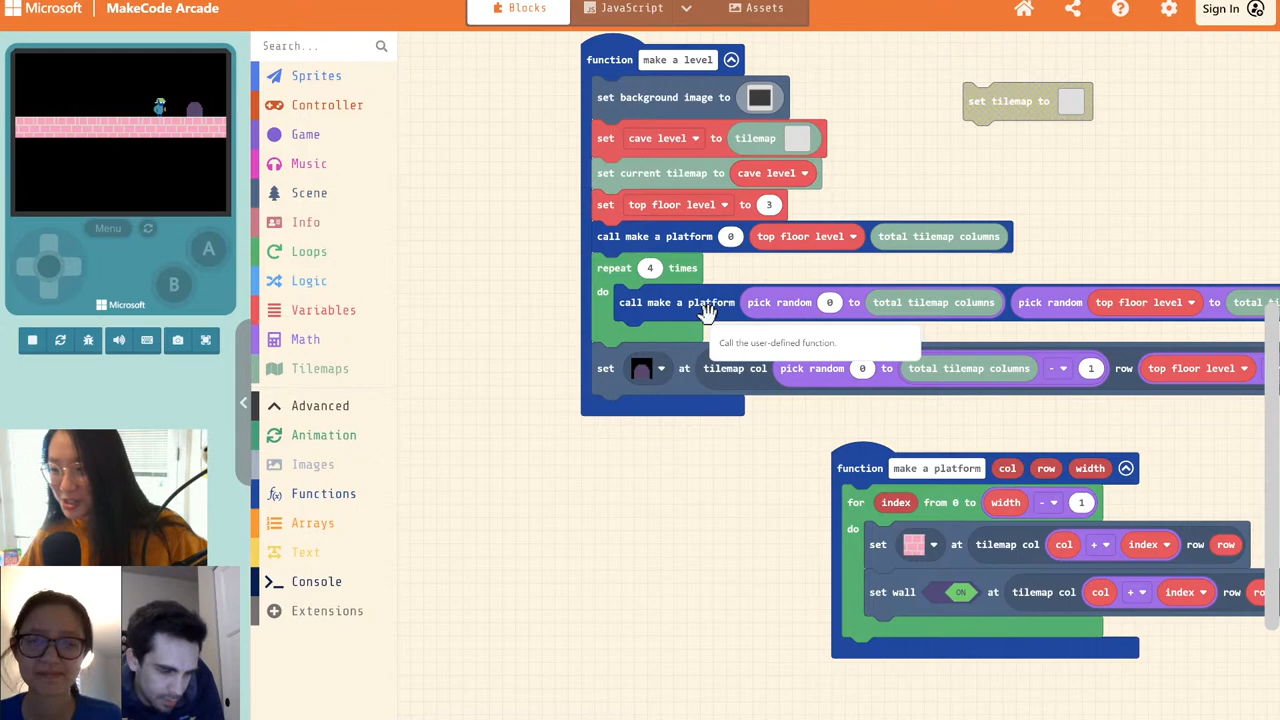 Microsoft MakeCode Arcade Blocks JavaScript Assets Sign In
Search...
Sprites
Controller
Game
Music
Scene
Info
Loops
Logic
Variables
Math
Tilemaps
Advanced
Animation
Images
Functions
Arrays
Text
Console
Extensions
Menu
A
B
Microsoft
function make a level
set background image to
set cave level to tilemap
set current tilemap to cave level
set top floor level to 3
call make a platform 0 top floor level total tilemap columns
repeat 4 times
do call make a platform pick random 0 to total tilemap columns pick random top floor level to
Call the user-defined function.
set at tilemap col pick random 0 to total tilemap columns - 1 row top floor level
set tilemap to
function make a platform col row width
for index from 0 to width - 1
do set at tilemap col col + index row row
set wall ON at tilemap col col + index row